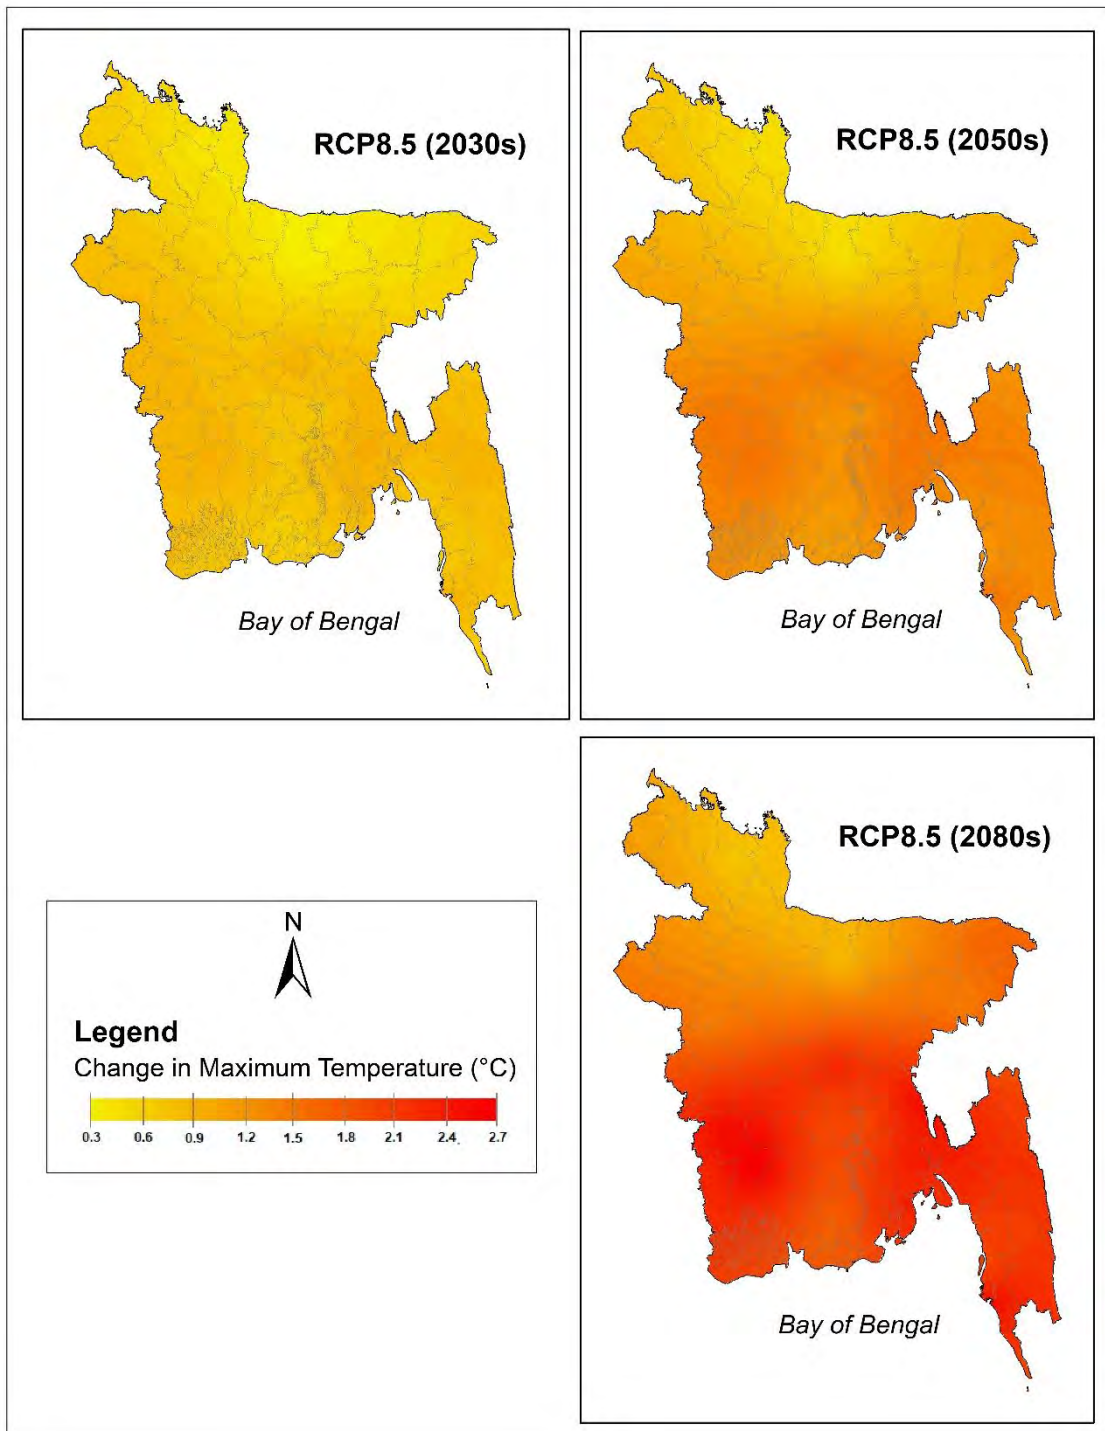 RCP8.5 (2030s)
Bay of Bengal
RCP8.5 (2050s)
Bay of Bengal
N
Legend
Change in Maximum Temperature (°C)
0.3 0.6 0.9 1.2 1.5 1.8 2.1 2.4. 2.7
RCP8.5 (2080s)
Bay of Bengal